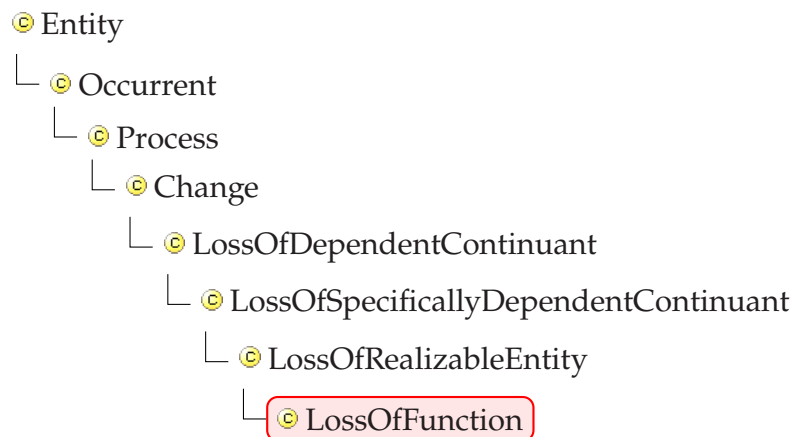 C Entity
C Occurrent
C Process
C Change
C LossOfDependentContinuant
C LossOfSpecificallyDependentContinuant
C LossOfRealizableEntity
C LossOfFunction